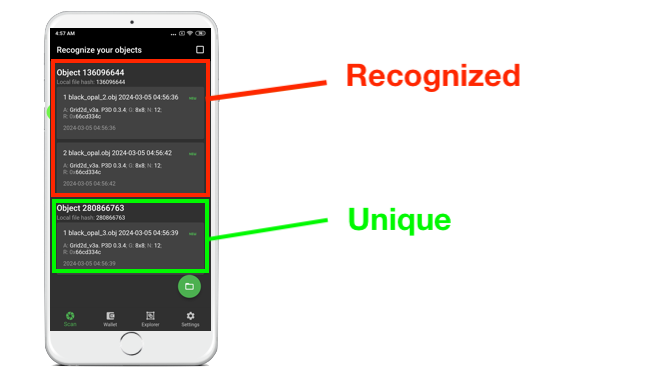 4:57 AM
Recognize your objects
Object 136096644
Local file hash: 136096644
1 black_opal_2.obj 2024-03-05 04:56:36
A: Grid2d_v3a, P3D 0.3.4; G: 8x8; N: 12;
R: 0x66cd334c
2024-03-05 04:56:36
2 black_opal.obj 2024-03-05 04:56:42
A: Grid2d_v3a, P3D 0.3.4; G: 8x8; N: 12;
R: 0x66cd334c
2024-03-05 04:56:42
Object 280866763
Local file hash: 280866763
1 black_opal_3.obj 2024-03-05 04:56:39
A: Grid2d_v3a, P3D 0.3.4; G: 8x8; N: 12;
R: 0x66cd334c
2024-03-05 04:56:39
Scan
Wallet
Explorer
Settings
Recognized
Unique